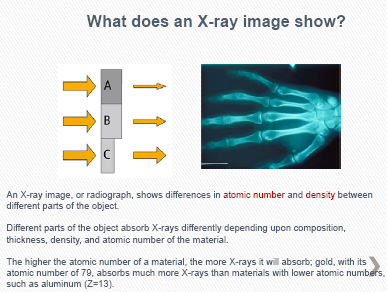 What does an X-ray image show?
A
B
C
An X-ray image, or radiograph, shows differences in atomic number and density between
different parts of the object.
Different parts of the object absorb X-rays differently depending upon composition,
thickness, density, and atomic number of the material.
The higher the atomic number of a material, the more X-rays it will absorb; gold, with its
atomic number of 79, absorbs much more X-rays than materials with lower atomic numbers,
such as aluminum (Z=13).